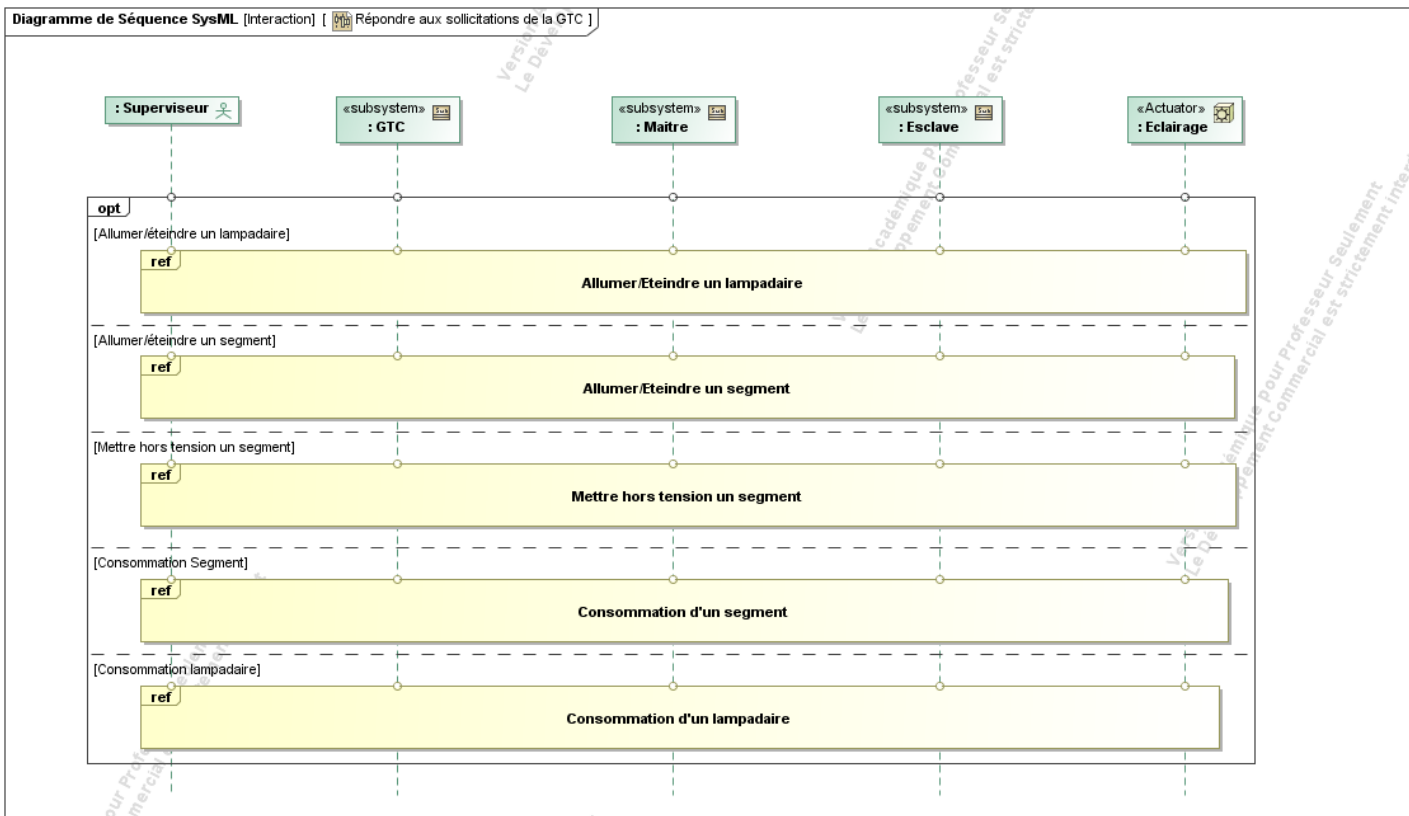 Diagramme de Séquence SysML [Interaction] [ Répondre aux sollicitations de la GTC ]
: Superviseur
«subsystem»
: GTC
«subsystem»
: Maitre
«subsystem»
: Esclave
«Actuator»
: Eclairage
opt
[Allumer/éteindre un lampadaire]
ref
Allumer/Eteindre un lampadaire
[Allumer/éteindre un segment]
ref
Allumer/Eteindre un segment
[Mettre hors tension un segment]
ref
Mettre hors tension un segment
[Consommation Segment]
ref
Consommation d'un segment
[Consommation lampadaire]
ref
Consommation d'un lampadaire